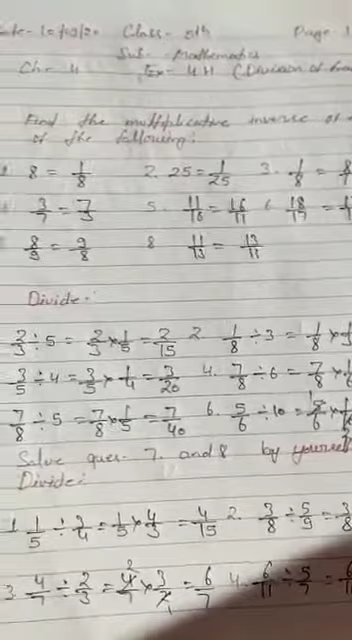 Class- 5th Page
Sub- Mathematics
Ch- 4 Ex- 4H (Division of
Find the multiplicative inverse of
of the following:
8 = 1/8 2. 25 = 1/25 3. 1/8 = 8/1
3/7 = 7/3 5. 11/16 = 16/11 6 18/17 =
8/9 = 9/8 8 11/13 = 13/11
Divide:
2/3 ÷ 5 = 2/3 × 1/5 = 2/15 2. 1/8 ÷ 3 = 1/8 × 1/3
3/5 ÷ 4 = 3/5 × 1/4 = 3/20 4. 7/8 ÷ 6 = 7/8 ×
7/8 ÷ 5 = 7/8 × 1/5 = 7/40 6. 5/6 ÷ 10 = 5/6 ×
Solve ques- 7. and 8 by yourself
Divide:
1 1/5 ÷ 3/4 = 1/5 × 4/3 = 4/15 2. 3/8 ÷ 5/9 = 3/8
3. 4/7 ÷ 2/3 = 4/7 × 3/2 = 6/7 4. 6/11 ÷ 5/7 =